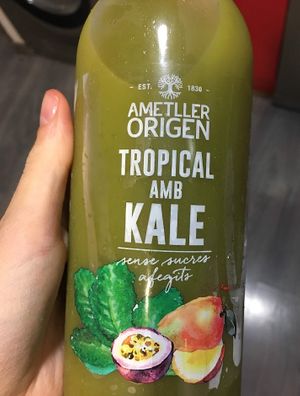 EST. 1830
AMETLLER
ORIGEN
TROPICAL
AMB
KALE
sense sucres
afegits